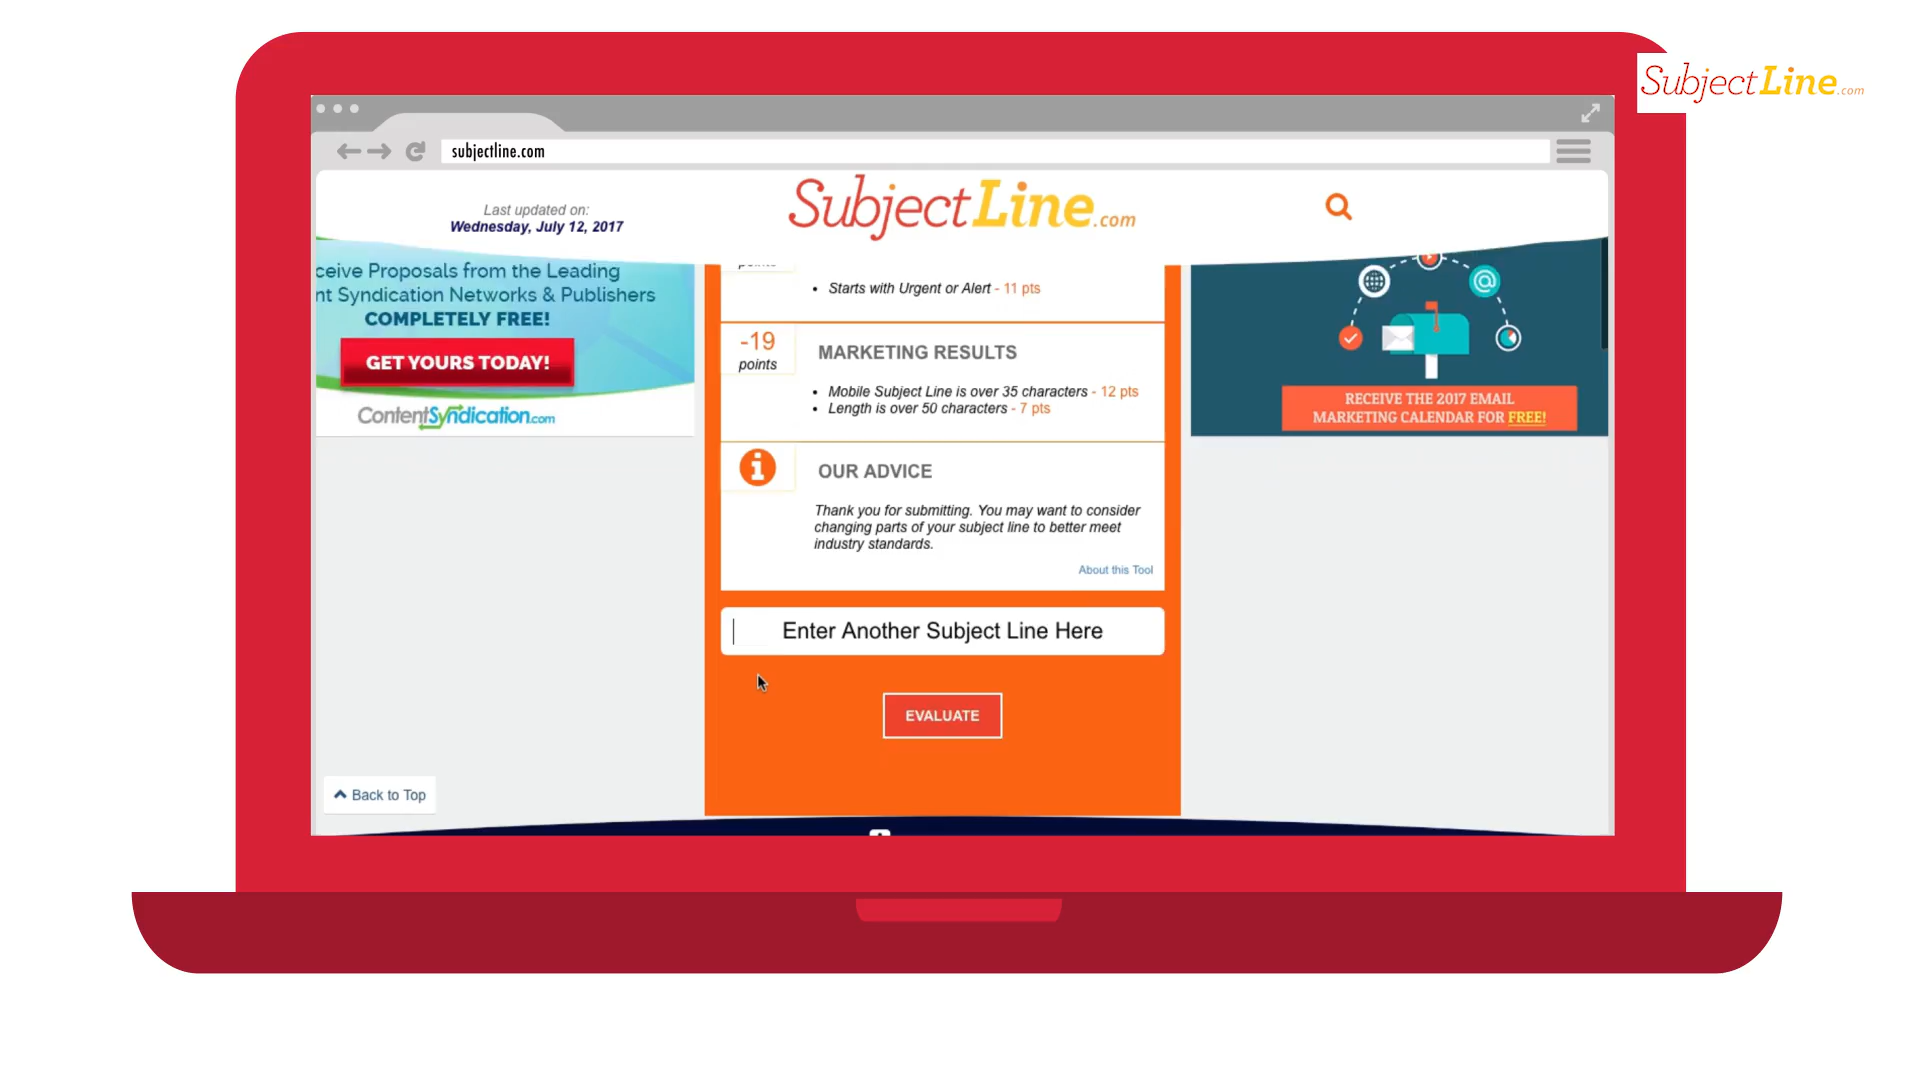 SubjectLine.com
subjectline.com
Last updated on:
Wednesday, July 12, 2017
SubjectLine.com
ceive Proposals from the Leading
nt Syndication Networks & Publishers
COMPLETELY FREE!
GET YOURS TODAY!
ContentSyndication.com
points
• Starts with Urgent or Alert - 11 pts
-19
points
MARKETING RESULTS
• Mobile Subject Line is over 35 characters - 12 pts
• Length is over 50 characters - 7 pts
OUR ADVICE
Thank you for submitting. You may want to consider
changing parts of your subject line to better meet
industry standards.
About this Tool
Enter Another Subject Line Here
EVALUATE
RECEIVE THE 2017 EMAIL
MARKETING CALENDAR FOR FREE!
Back to Top